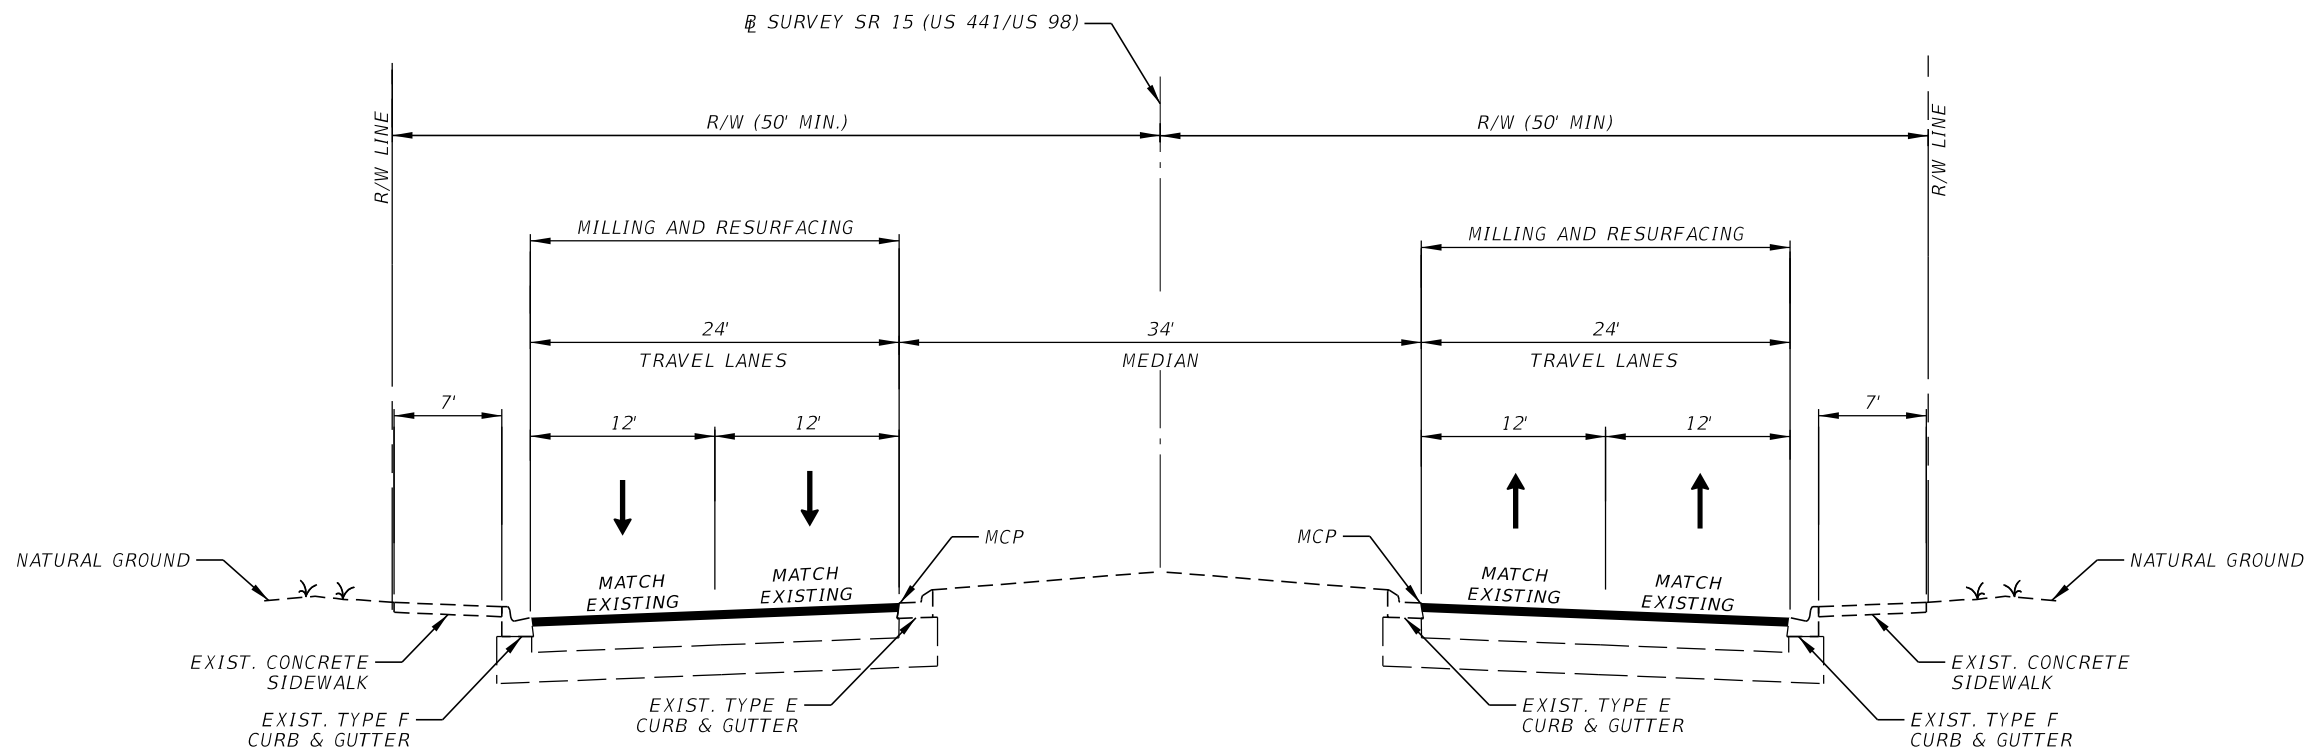 ℄ SURVEY SR 15 (US 441/US 98)
R/W LINE
R/W (50' MIN.)
R/W (50' MIN)
R/W LINE
MILLING AND RESURFACING
MILLING AND RESURFACING
24'
34'
24'
TRAVEL LANES
MEDIAN
TRAVEL LANES
7'
7'
12'
12'
12'
12'
NATURAL GROUND
MCP
MCP
NATURAL GROUND
MATCH
EXISTING
MATCH
EXISTING
MATCH
EXISTING
MATCH
EXISTING
EXIST. CONCRETE
SIDEWALK
EXIST. CONCRETE
SIDEWALK
EXIST. TYPE F
CURB & GUTTER
EXIST. TYPE E
CURB & GUTTER
EXIST. TYPE E
CURB & GUTTER
EXIST. TYPE F
CURB & GUTTER